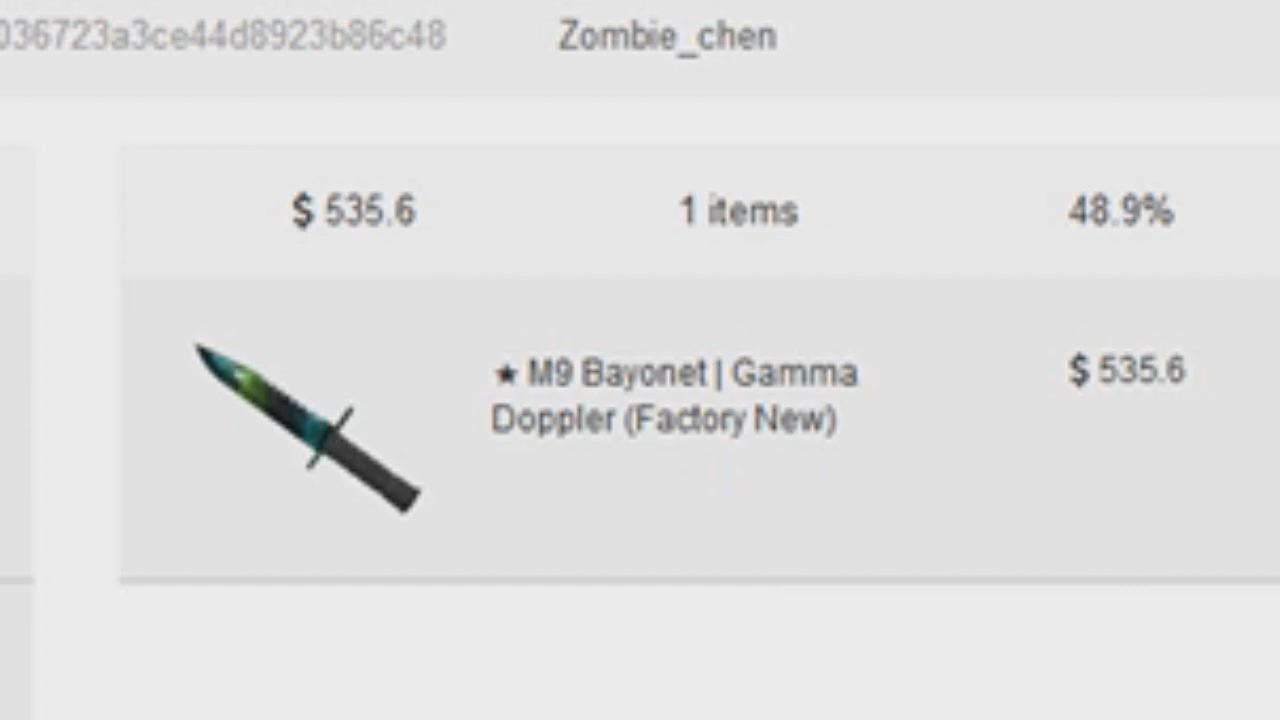 036723a3ce44d8923b86c48 Zombie_chen
$ 535.6 1 items 48.9%
★ M9 Bayonet | Gamma $ 535.6
Doppler (Factory New)